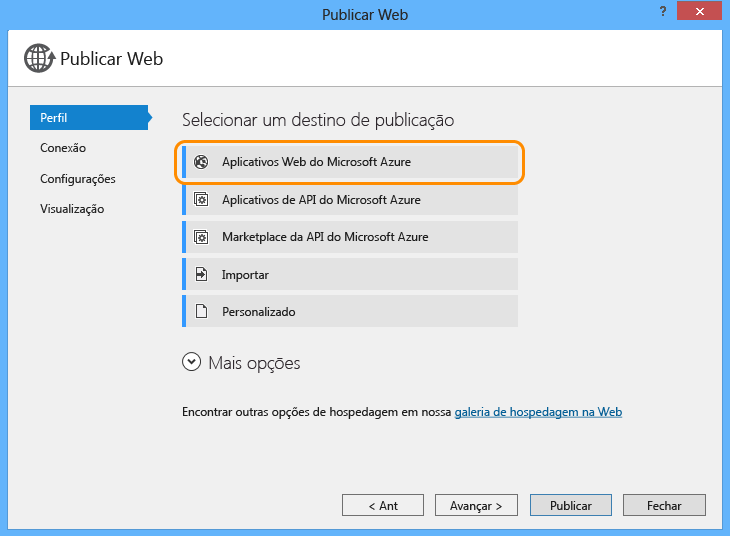 Publicar Web
?
Publicar Web
Perfil
Conexão
Configurações
Visualização
Selecionar um destino de publicação
Aplicativos Web do Microsoft Azure
Aplicativos de API do Microsoft Azure
Marketplace da API do Microsoft Azure
Importar
Personalizado
Mais opções
Encontrar outras opções de hospedagem em nossa galeria de hospedagem na Web
< Ant
Avançar >
Publicar
Fechar